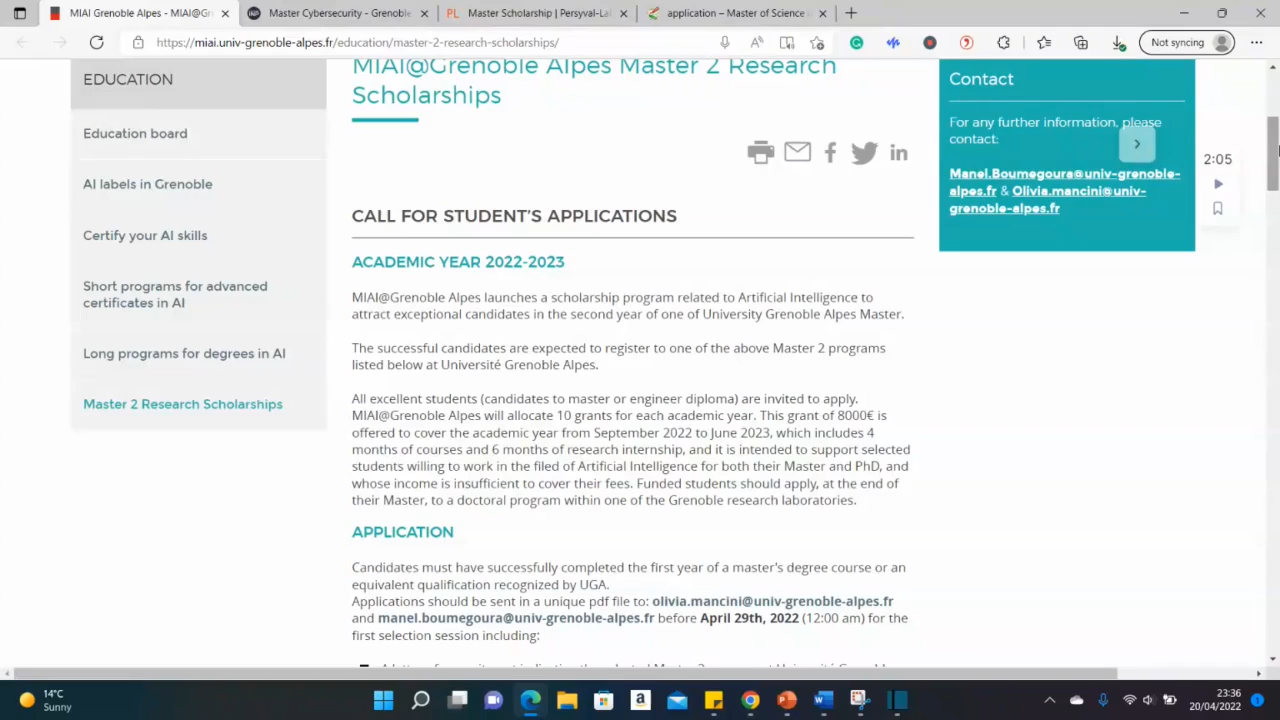 MIAI Grenoble Alpes - MIAI@Gr
Master Cybersecurity - Grenoble
Master Scholarship | Persyval-La
application – Master of Science
https://miai.univ-grenoble-alpes.fr/education/master-2-research-scholarships/
Not syncing
EDUCATION
Education board
AI labels in Grenoble
Certify your AI skills
Short programs for advanced
certificates in AI
Long programs for degrees in AI
Master 2 Research Scholarships
MIAI@Grenoble Alpes Master 2 Research
Scholarships
CALL FOR STUDENT'S APPLICATIONS
ACADEMIC YEAR 2022-2023
MIAI@Grenoble Alpes launches a scholarship program related to Artificial Intelligence to
attract exceptional candidates in the second year of one of University Grenoble Alpes Master.
The successful candidates are expected to register to one of the above Master 2 programs
listed below at Université Grenoble Alpes.
All excellent students (candidates to master or engineer diploma) are invited to apply.
MIAI@Grenoble Alpes will allocate 10 grants for each academic year. This grant of 8000€ is
offered to cover the academic year from September 2022 to June 2023, which includes 4
months of courses and 6 months of research internship, and it is intended to support selected
students willing to work in the filed of Artificial Intelligence for both their Master and PhD, and
whose income is insufficient to cover their fees. Funded students should apply, at the end of
their Master, to a doctoral program within one of the Grenoble research laboratories.
APPLICATION
Candidates must have successfully completed the first year of a master's degree course or an
equivalent qualification recognized by UGA.
Applications should be sent in a unique pdf file to: olivia.mancini@univ-grenoble-alpes.fr
and manel.boumegoura@univ-grenoble-alpes.fr before April 29th, 2022 (12:00 am) for the
first selection session including:
Contact
For any further information, please
contact:
Manel.Boumegoura@univ-grenoble-
alpes.fr & Olivia.mancini@univ-
grenoble-alpes.fr
2:05
14°C
Sunny
23:36
20/04/2022